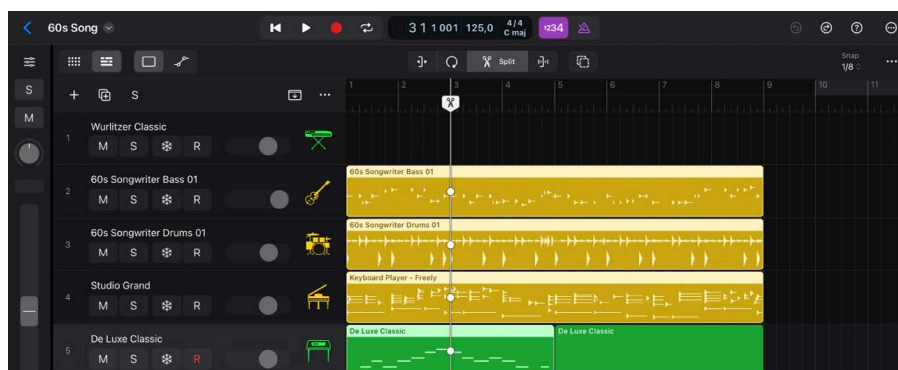 60s Song
3 1 1 001 125,0 4/4 C maj
1234
Split
Snap
1/8
S
S
1 2 3 4 5 6 7 8 9 10 11
M
1 Wurlitzer Classic
M S R
2 60s Songwriter Bass 01
M S R
60s Songwriter Bass 01
3 60s Songwriter Drums 01
M S R
60s Songwriter Drums 01
4 Studio Grand
M S R
Keyboard Player - Freely
5 De Luxe Classic
M S R
De Luxe Classic
De Luxe Classic